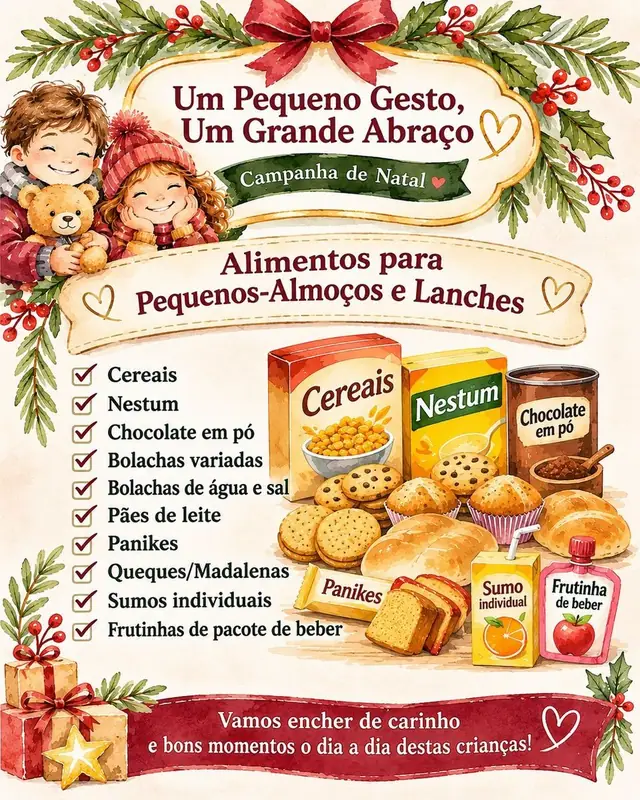 Um Pequeno Gesto,
Um Grande Abraço
Campanha de Natal
Alimentos para
Pequenos-Almoços e Lanches
Cereais
Nestum
Chocolate em pó
Bolachas variadas
Bolachas de água e sal
Pães de leite
Panikes
Queques/Madalenas
Sumos individuais
Frutinhas de pacote de beber
Cereais
Nestum
Chocolate
em pó
Panikes
Sumo
individual
Frutinha
de beber
Vamos encher de carinho
e bons momentos o dia a dia destas crianças!